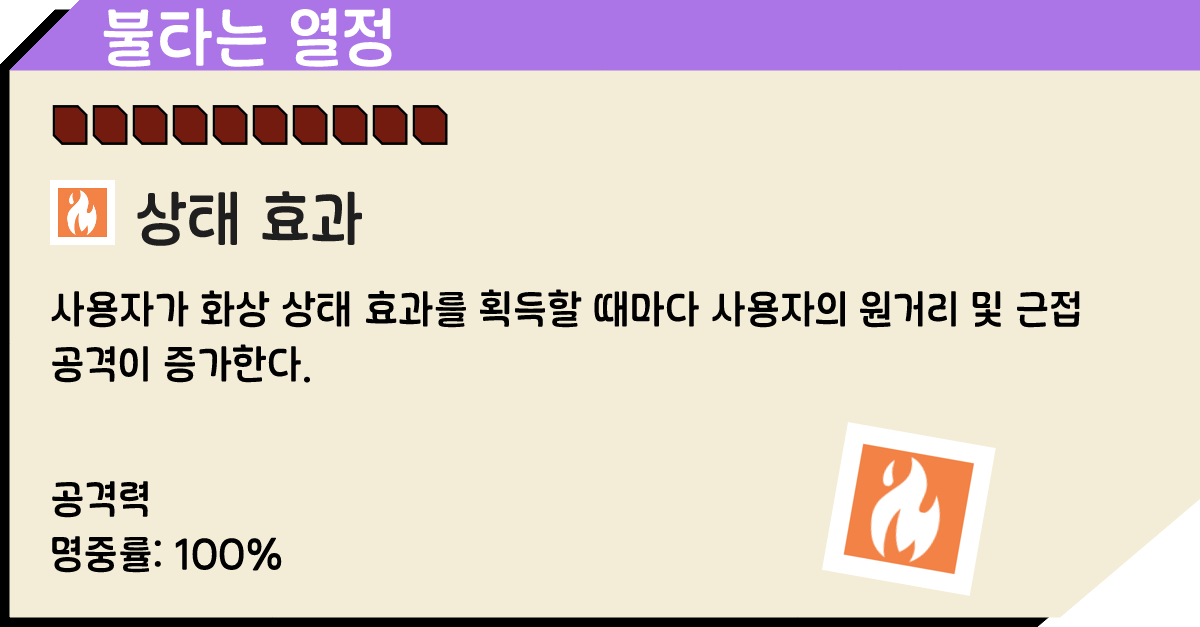 불타는 열정
상태 효과
사용자가 화상 상태 효과를 획득할 때마다 사용자의 원거리 및 근접
공격이 증가한다.
공격력
명중률: 100%